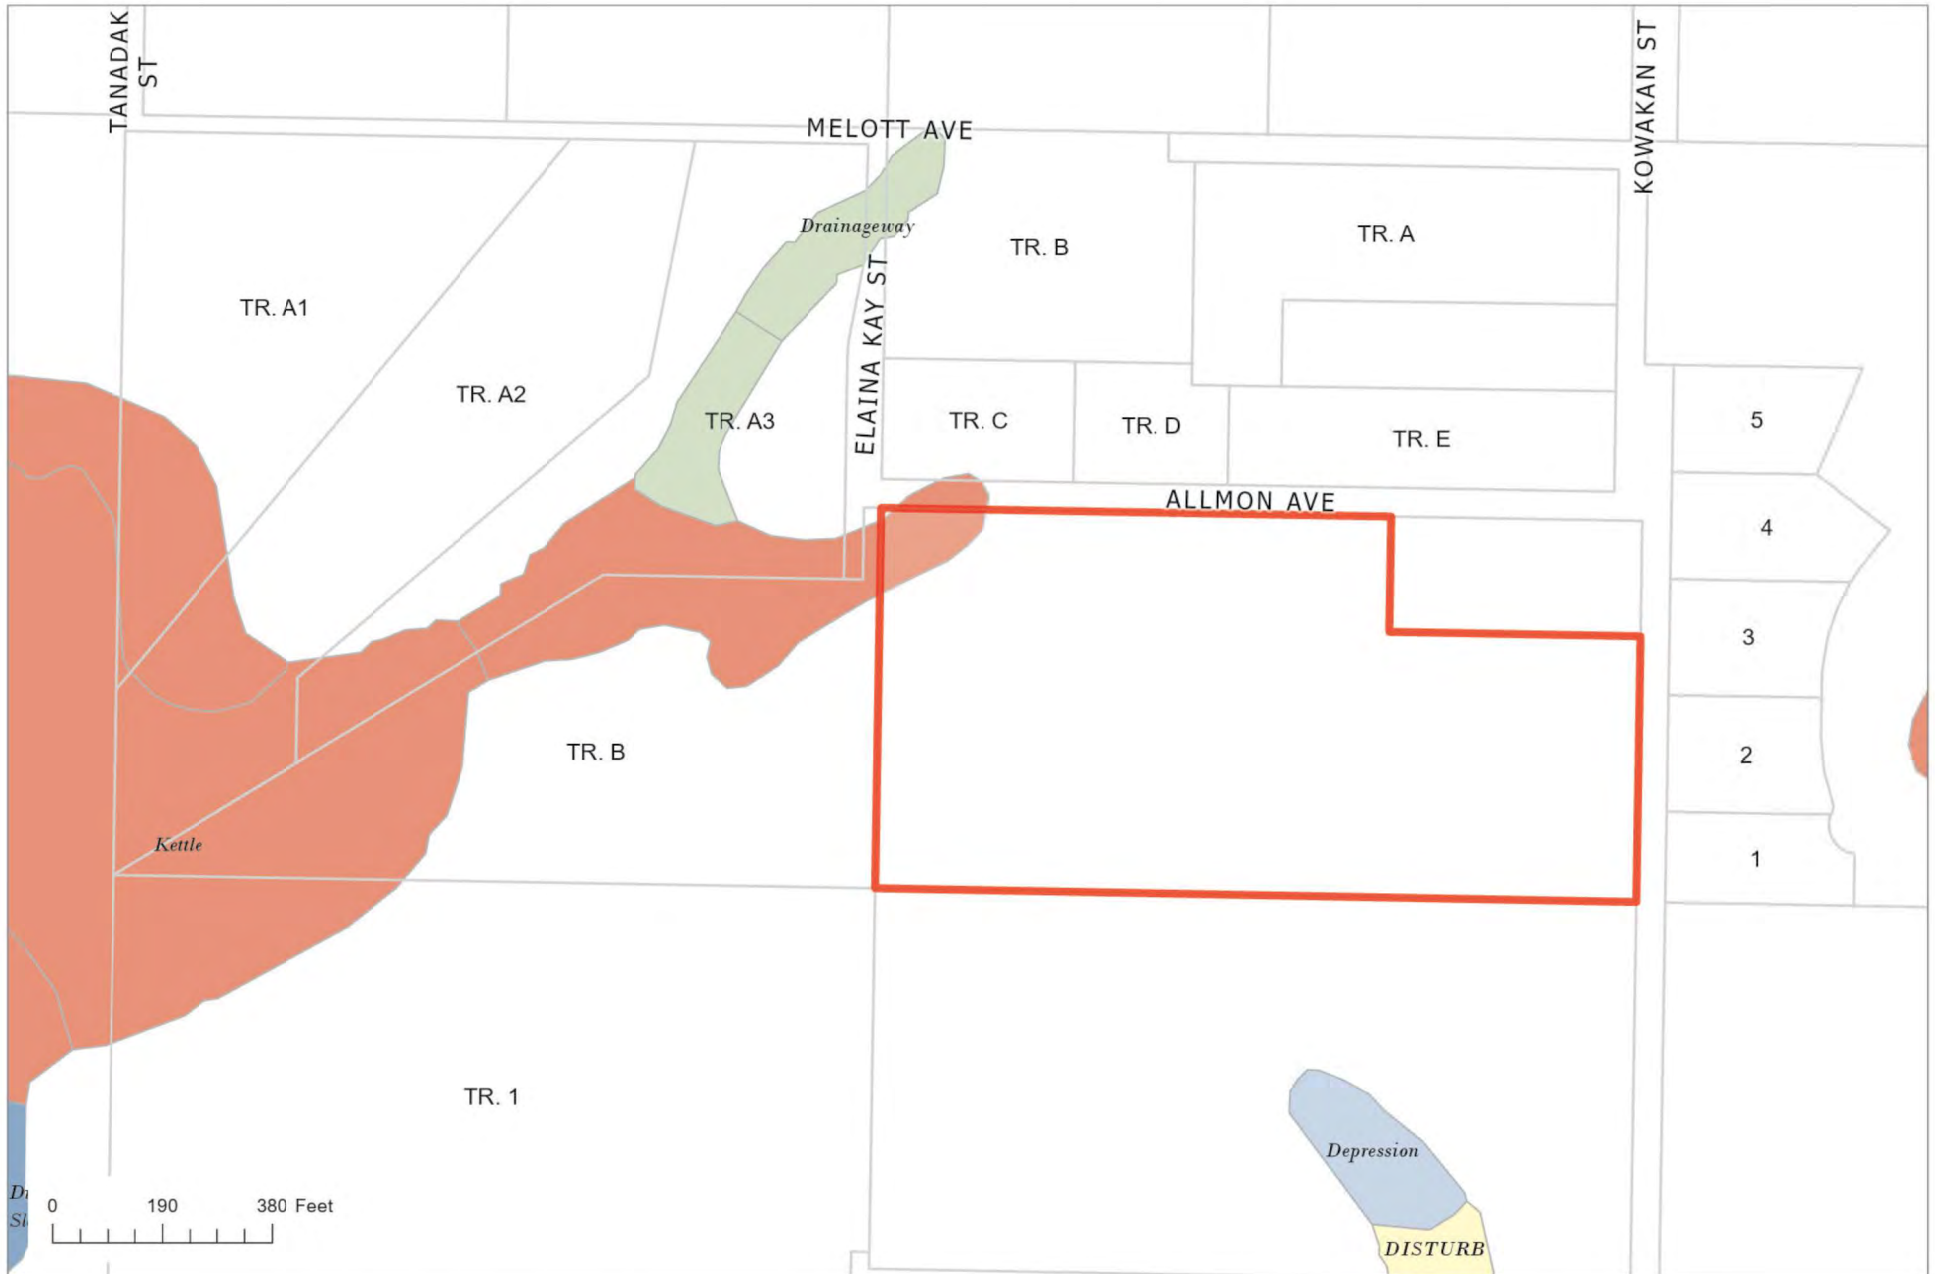 TANADAK
ST
KOWAKAN ST
MELOTT AVE
Drainageway
TR. B
TR. A
TR. A1
ELAINA KAY ST
TR. A2
TR. A3
TR. C
TR. D
TR. E
5
ALLMON AVE
4
3
TR. B
2
Kettle
1
TR. 1
Depression
0 190 380 Feet
DISTURB